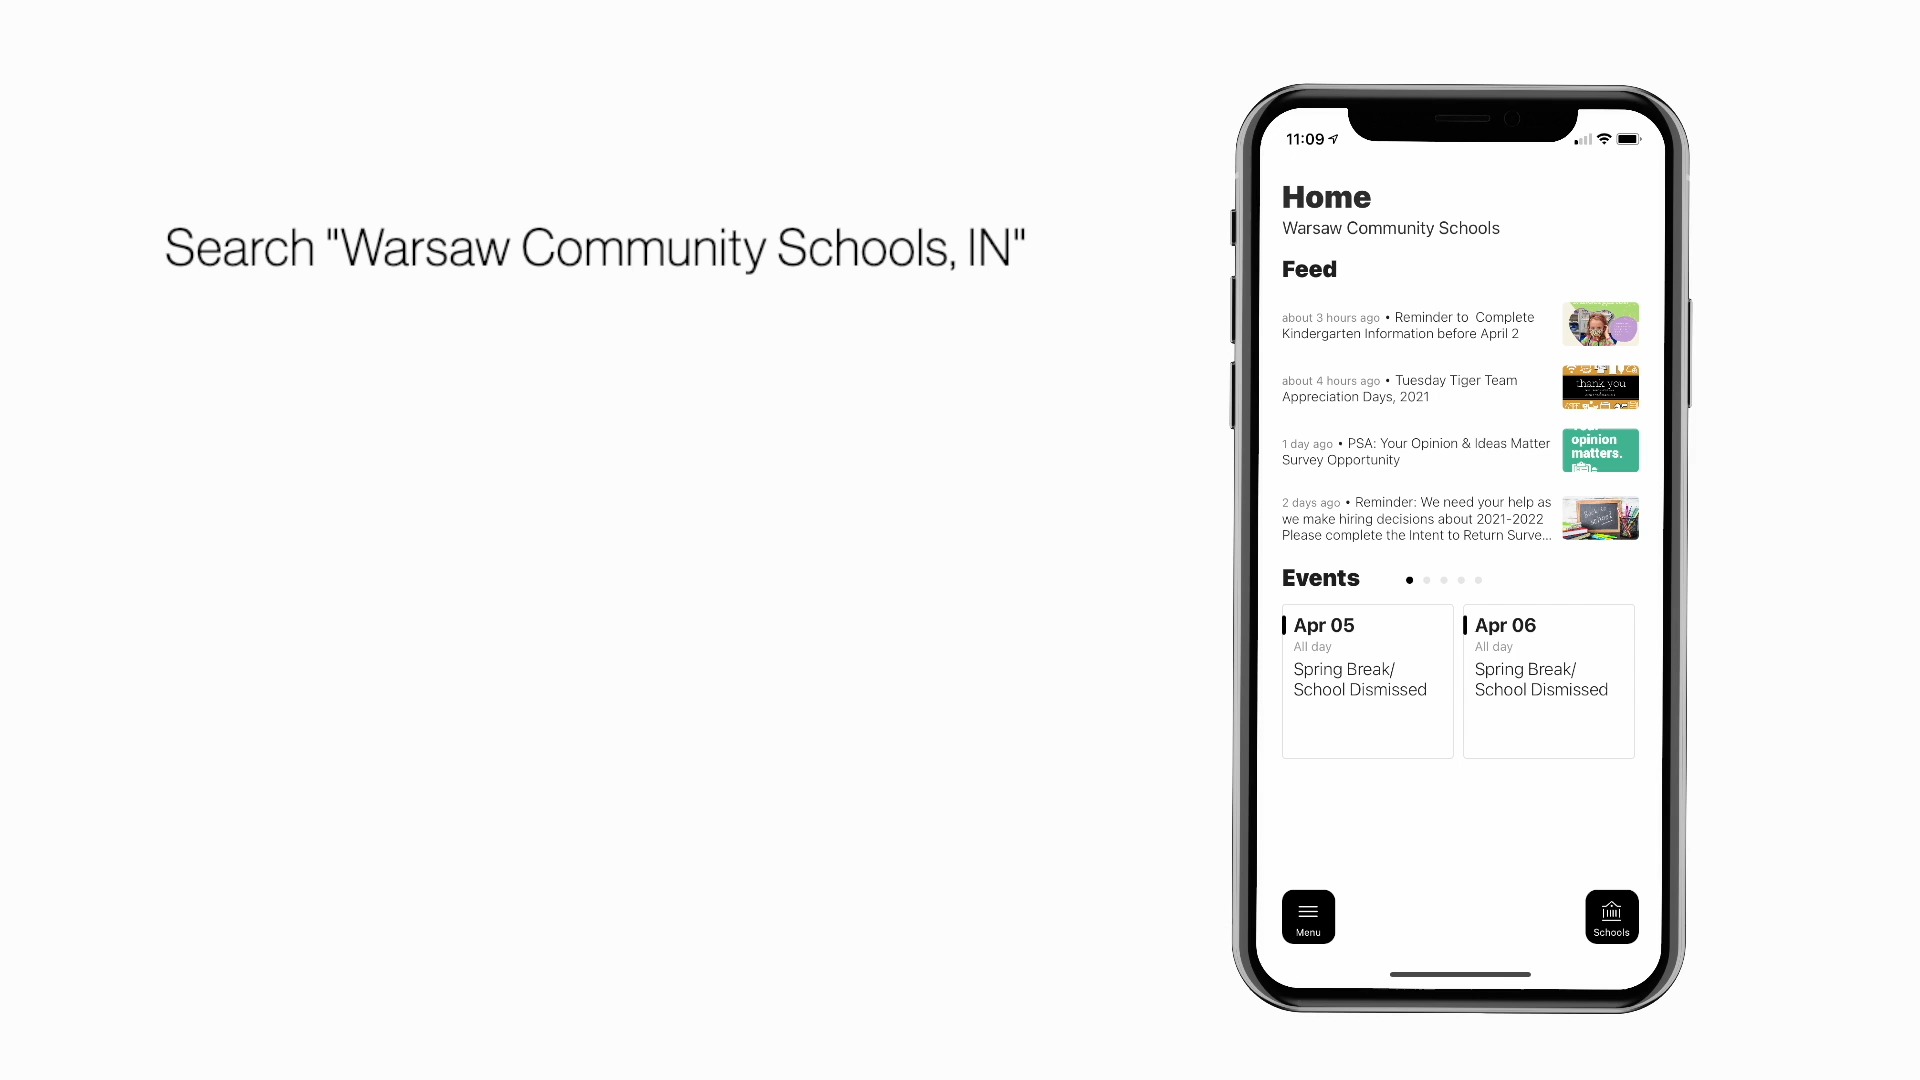 Search "Warsaw Community Schools, IN"
11:09
Home
Warsaw Community Schools
Feed
about 3 hours ago • Reminder to Complete
Kindergarten Information before April 2
about 4 hours ago • Tuesday Tiger Team
Appreciation Days, 2021
thank you
1 day ago • PSA: Your Opinion & Ideas Matter
Survey Opportunity
opinion
matters.
2 days ago • Reminder: We need your help as
we make hiring decisions about 2021-2022
Please complete the Intent to Return Surve...
Back to
school!
Events
Apr 05
All day
Spring Break/
School Dismissed
Apr 06
All day
Spring Break/
School Dismissed
Menu
Schools